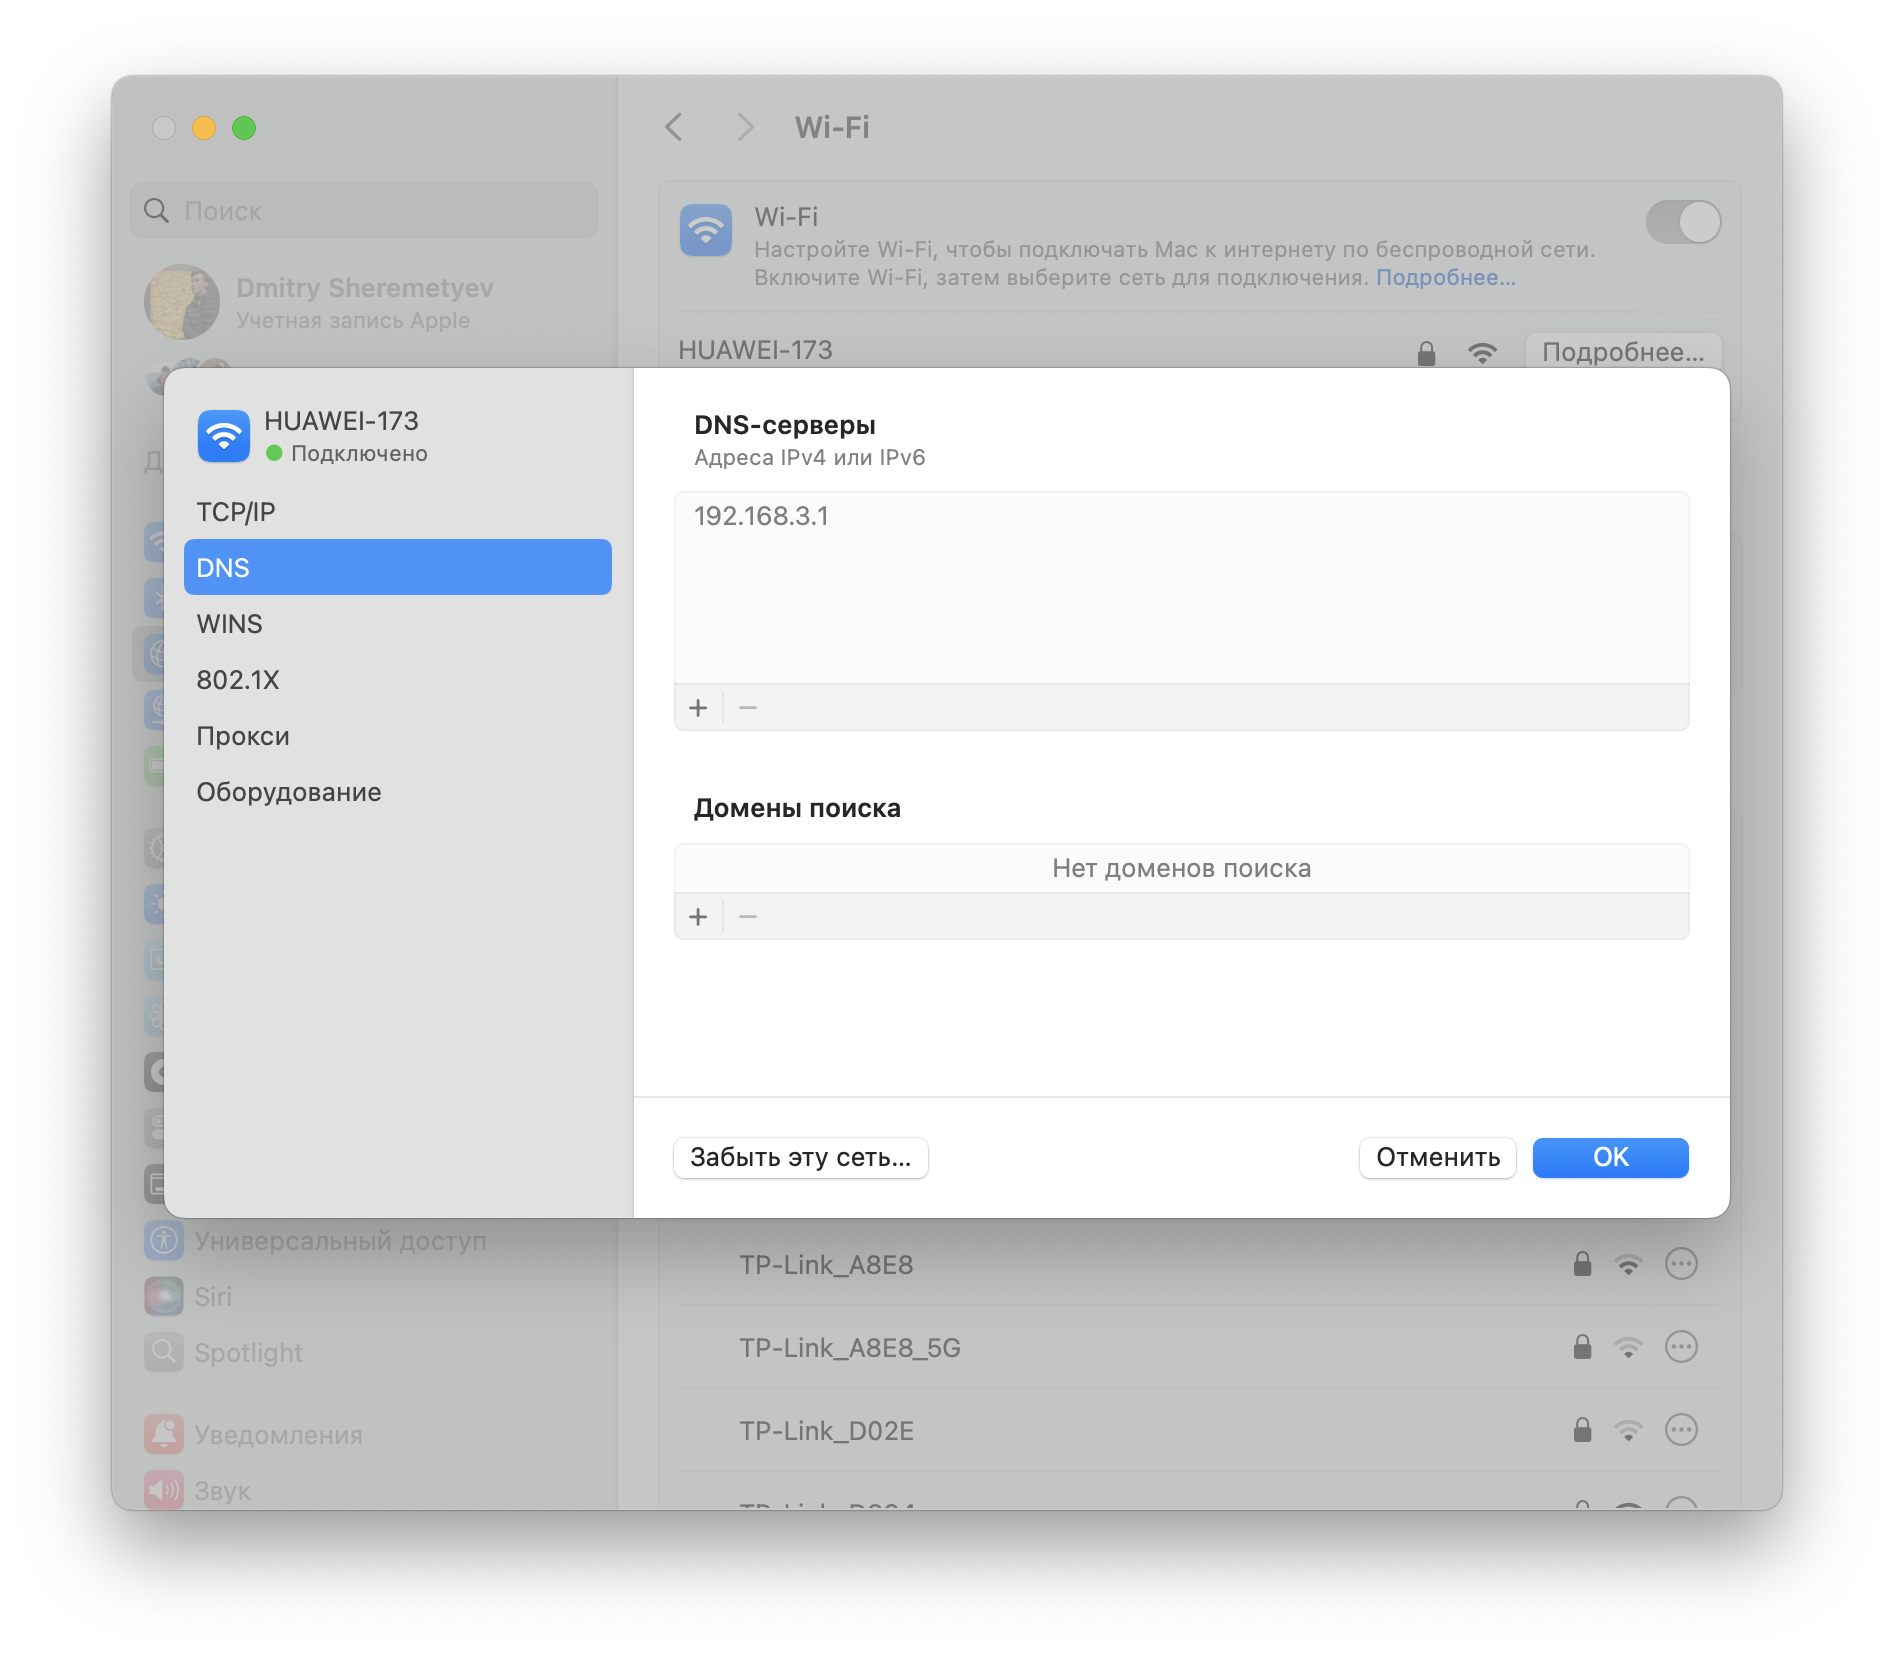 Wi-Fi
Поиск
Dmitry Sheremetyev
Учетная запись Apple
Wi-Fi
Настройте Wi-Fi, чтобы подключать Mac к интернету по беспроводной сети.
Включите Wi-Fi, затем выберите сеть для подключения. Подробнее...
HUAWEI-173
Подробнее...
HUAWEI-173
Подключено
TCP/IP
DNS
WINS
802.1X
Прокси
Оборудование
DNS-серверы
Адреса IPv4 или IPv6
192.168.3.1
Домены поиска
Нет доменов поиска
Забыть эту сеть...
Отменить
OK
Универсальный доступ
Siri
Spotlight
Уведомления
Звук
TP-Link_A8E8
TP-Link_A8E8_5G
TP-Link_D02E